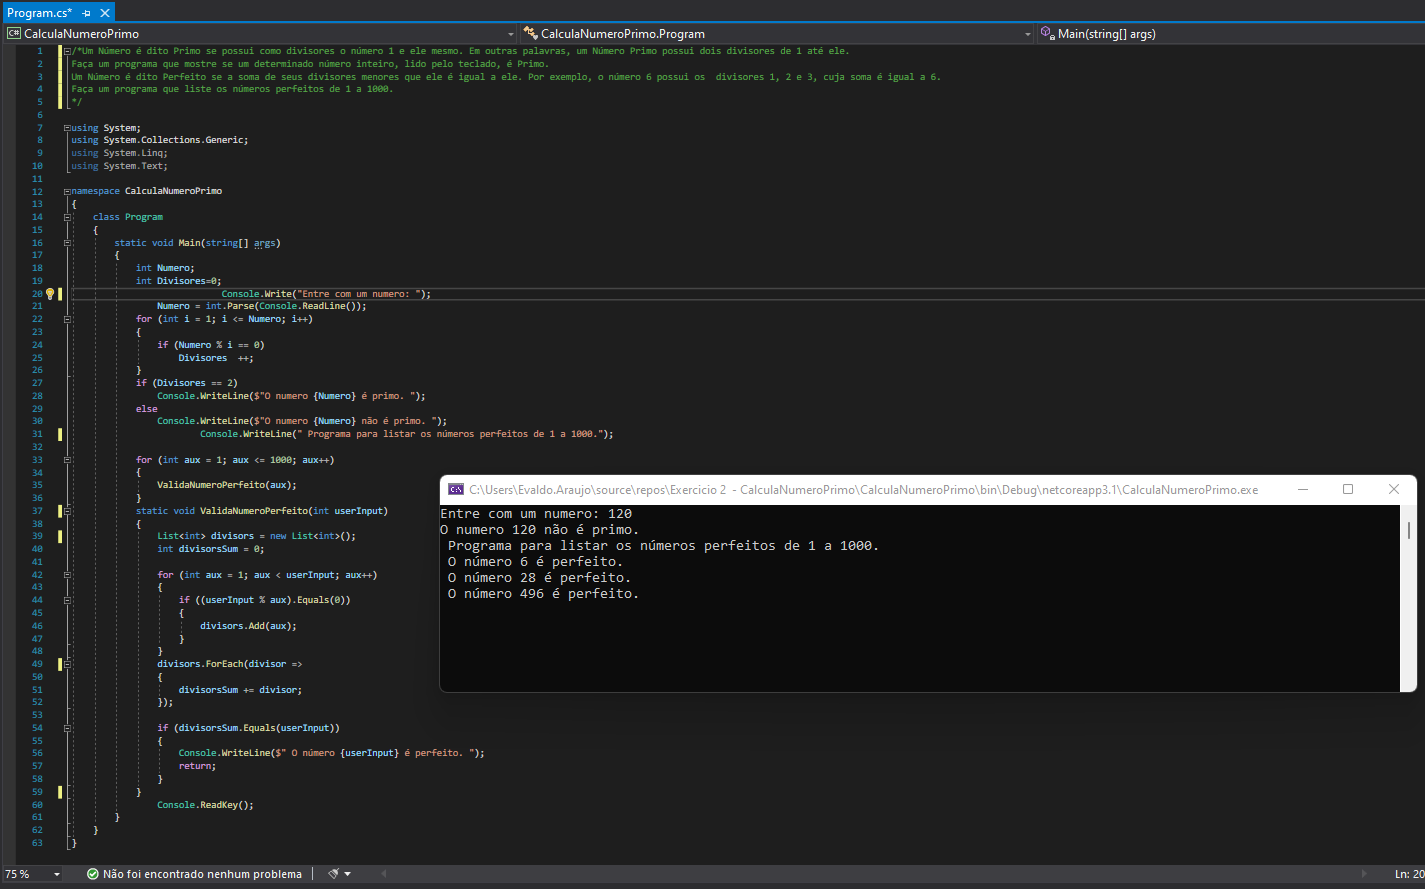 Program.cs*
C# CalculaNumeroPrimo
CalculaNumeroPrimo.Program
Main(string[] args)
1 /*Um Número é dito Primo se possui como divisores o número 1 e ele mesmo. Em outras palavras, um Número Primo possui dois divisores de 1 até ele.
2 Faça um programa que mostre se um determinado número inteiro, lido pelo teclado, é Primo.
3 Um Número é dito Perfeito se a soma de seus divisores menores que ele é igual a ele. Por exemplo, o número 6 possui os  divisores 1, 2 e 3, cuja soma é igual a 6.
4 Faça um programa que liste os números perfeitos de 1 a 1000.
5 */
6
7 using System;
8 using System.Collections.Generic;
9 using System.Linq;
10 using System.Text;
11
12 namespace CalculaNumeroPrimo
13 {
14 class Program
15 {
16 static void Main(string[] args)
17 {
18 int Numero;
19 int Divisores=0;
20 Console.Write("Entre com um numero: ");
21 Numero = int.Parse(Console.ReadLine());
22 for (int i = 1; i <= Numero; i++)
23 {
24 if (Numero % i == 0)
25 Divisores  ++;
26 }
27 if (Divisores == 2)
28 Console.WriteLine($"O numero {Numero} é primo. ");
29 else
30 Console.WriteLine($"O numero {Numero} não é primo. ");
31 Console.WriteLine(" Programa para listar os números perfeitos de 1 a 1000.");
32
33 for (int aux = 1; aux <= 1000; aux++)
34 {
35 ValidaNumeroPerfeito(aux);
36 }
37 static void ValidaNumeroPerfeito(int userInput)
38 {
39 List<int> divisors = new List<int>();
40 int divisorsSum = 0;
41
42 for (int aux = 1; aux < userInput; aux++)
43 {
44 if ((userInput % aux).Equals(0))
45 {
46 divisors.Add(aux);
47 }
48 }
49 divisors.ForEach(divisor =>
50 {
51 divisorsSum += divisor;
52 });
53
54 if (divisorsSum.Equals(userInput))
55 {
56 Console.WriteLine($" O número {userInput} é perfeito. ");
57 return;
58 }
59 }
60 Console.ReadKey();
61 }
62 }
63 }
C:\Users\Evaldo.Araujo\source\repos\Exercicio 2  - CalculaNumeroPrimo\CalculaNumeroPrimo\bin\Debug\netcoreapp3.1\CalculaNumeroPrimo.exe
Entre com um numero: 120
O numero 120 não é primo.
Programa para listar os números perfeitos de 1 a 1000.
O número 6 é perfeito.
O número 28 é perfeito.
O número 496 é perfeito.
75 %
Não foi encontrado nenhum problema
Ln: 20